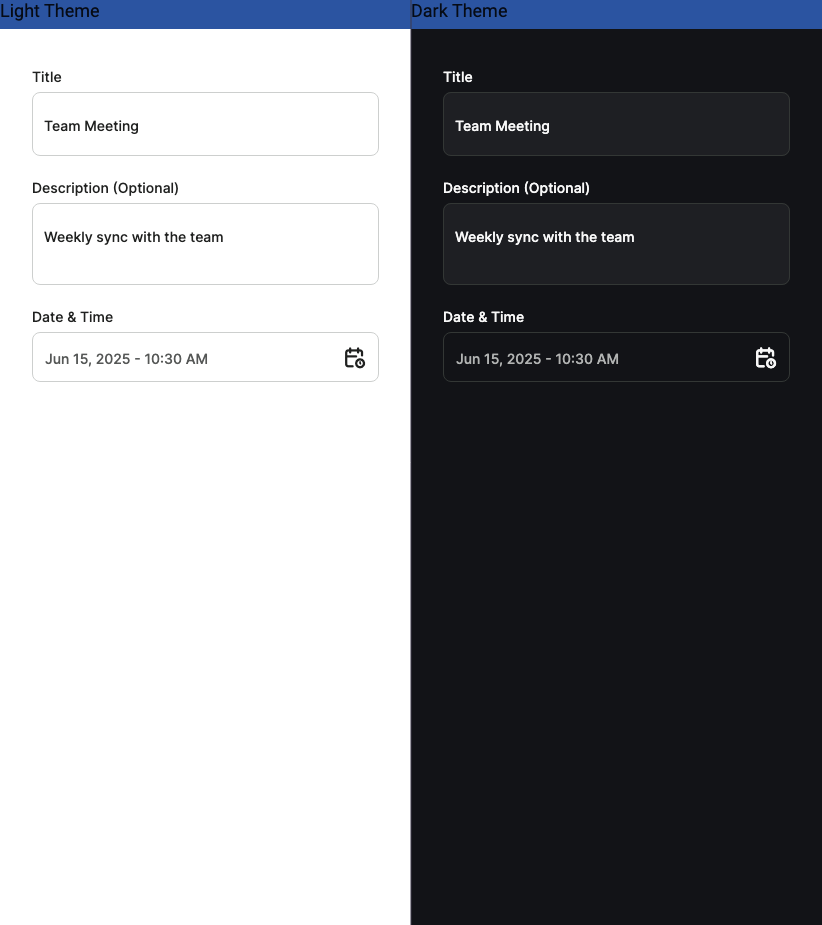 Light Theme
Title
Team Meeting
Description (Optional)
Weekly sync with the team
Date & Time
Jun 15, 2025 - 10:30 AM
Dark Theme
Title
Team Meeting
Description (Optional)
Weekly sync with the team
Date & Time
Jun 15, 2025 - 10:30 AM